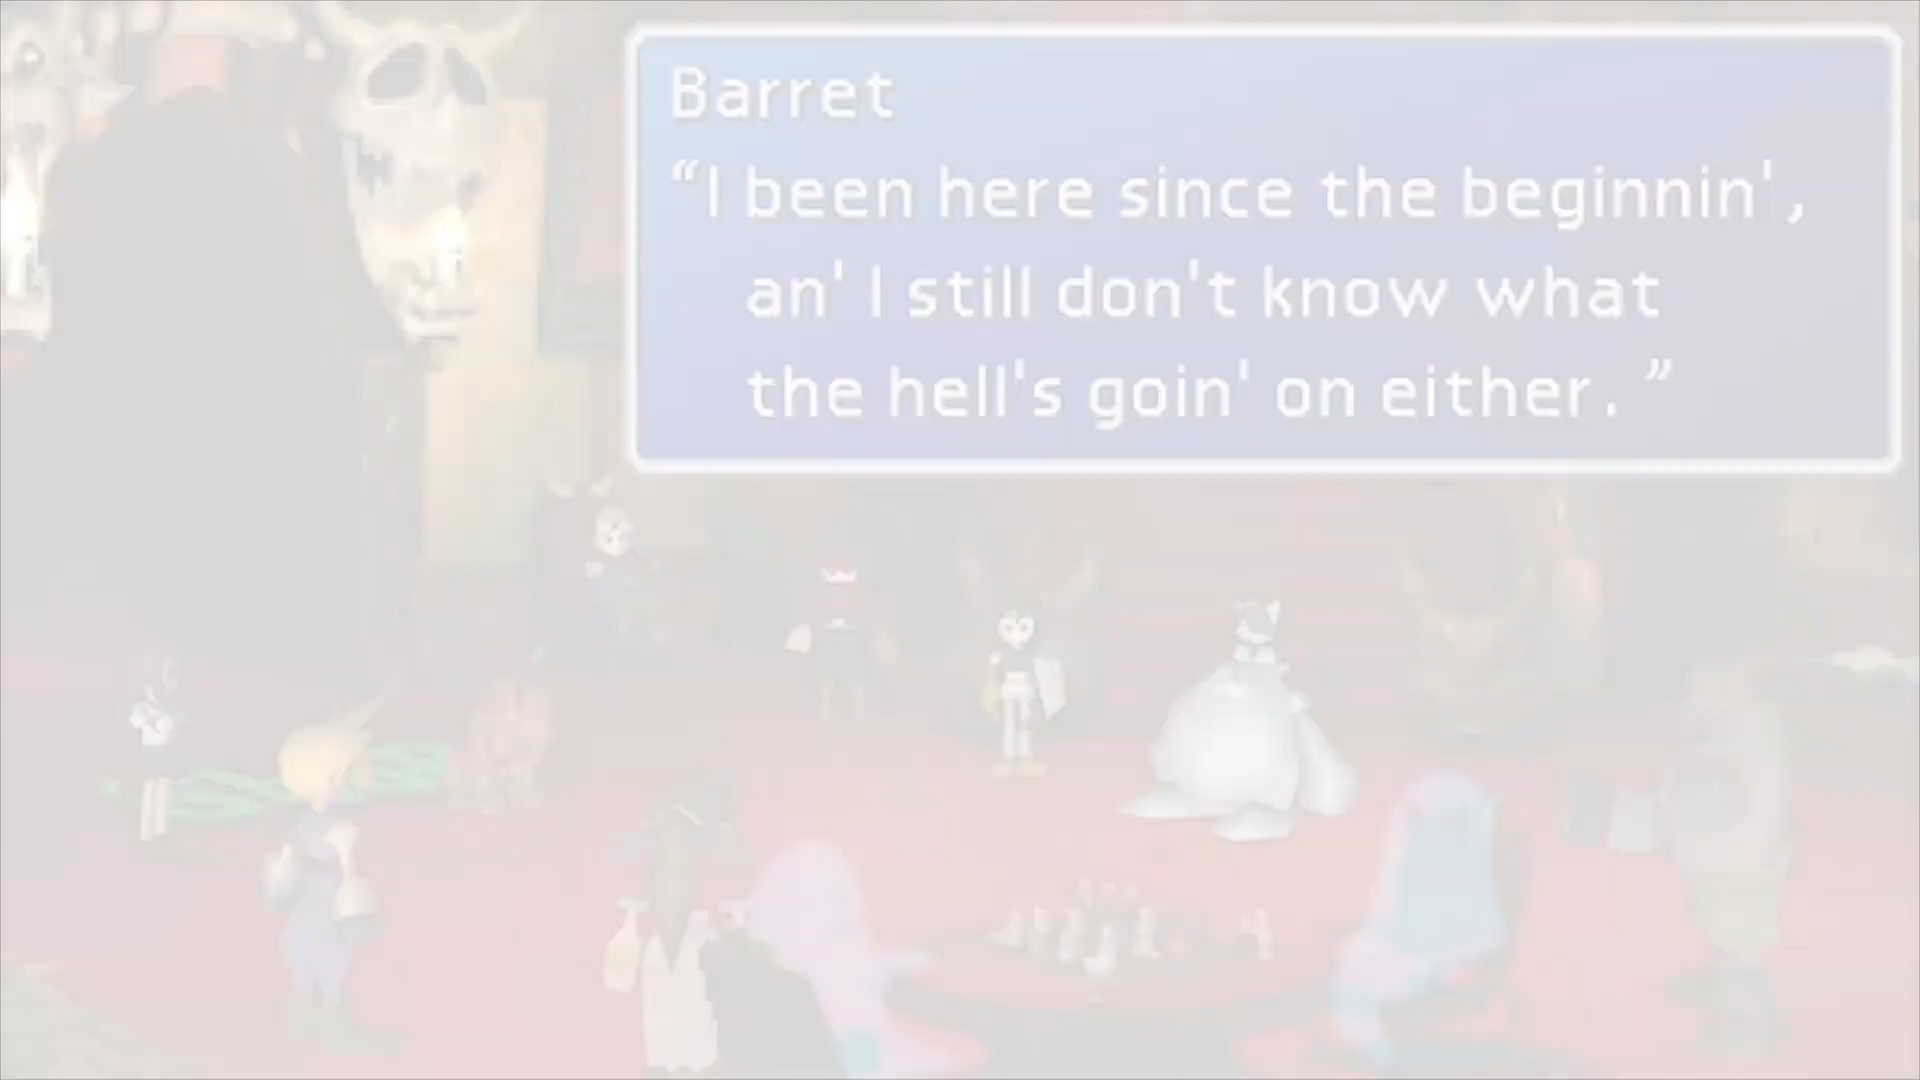 Barret
“I been here since the beginnin',
an' I still don't know what
the hell's goin' on either. ”